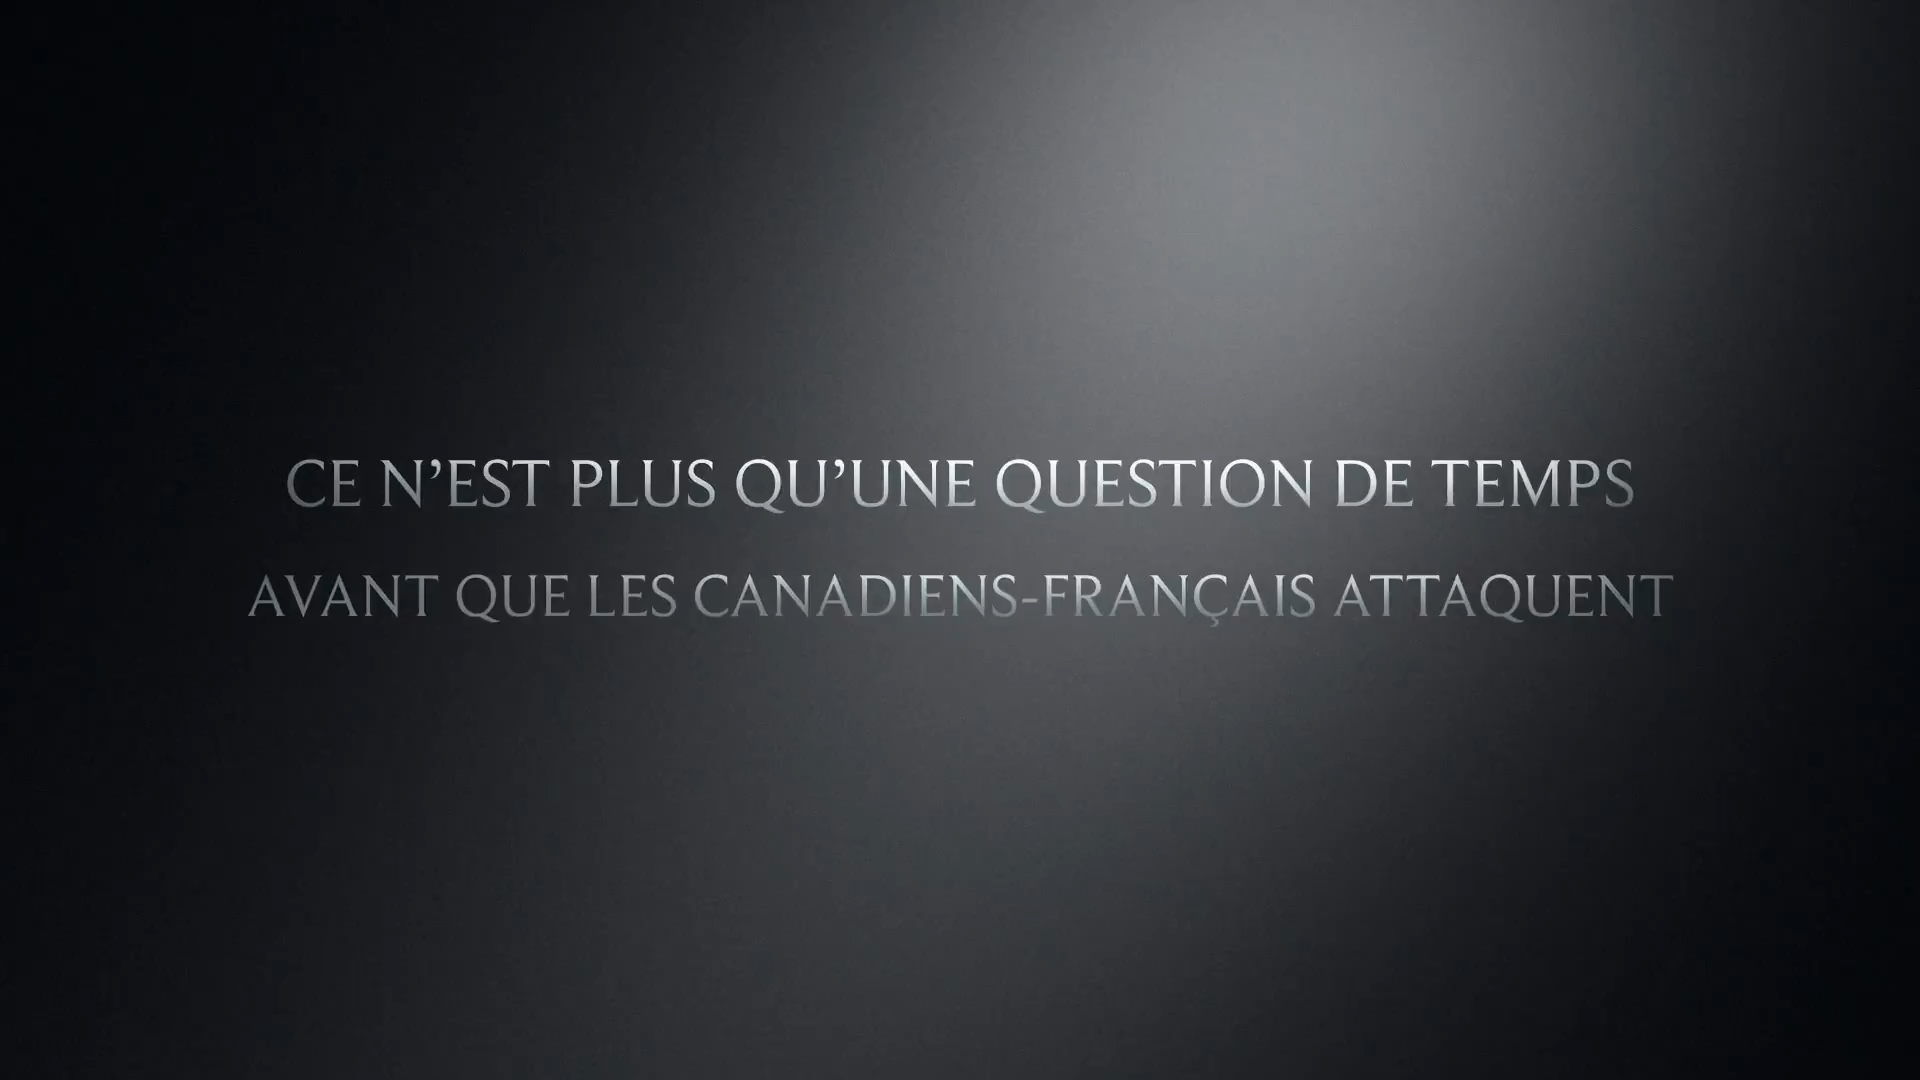 CE N’EST PLUS QU’UNE QUESTION DE TEMPS
AVANT QUE LES CANADIENS-FRANÇAIS ATTAQUENT